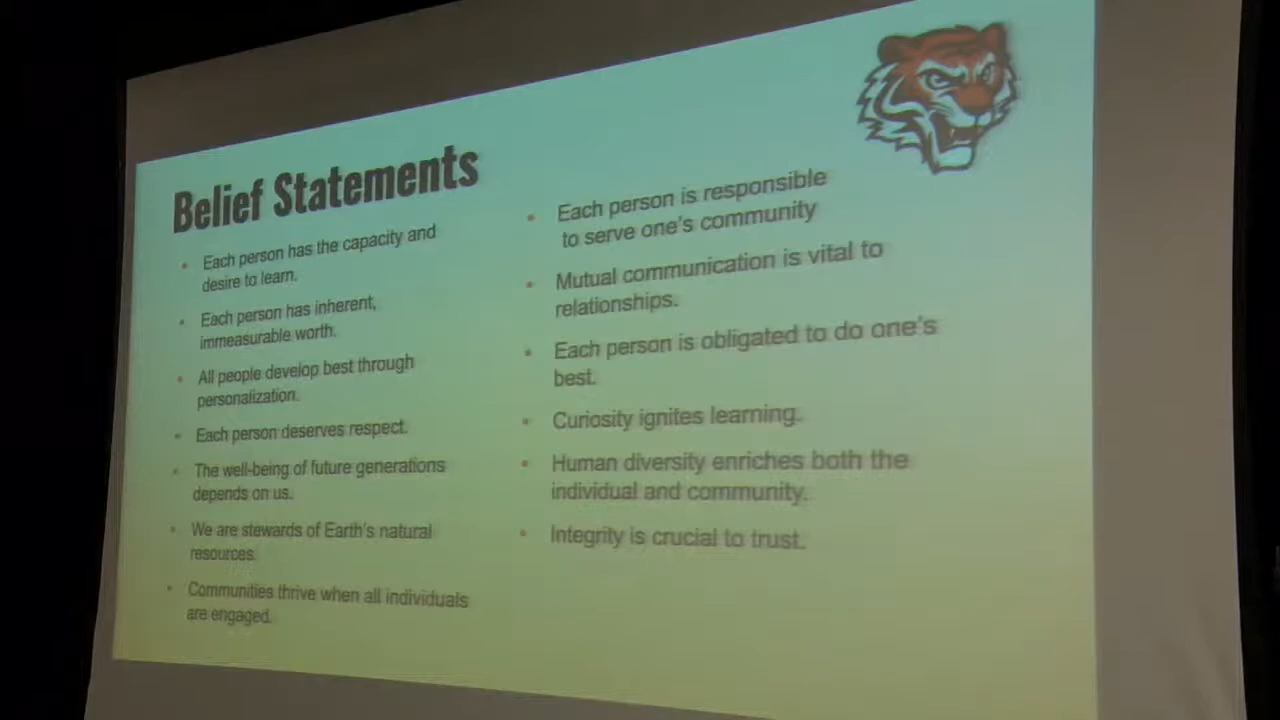 Belief Statements
• Each person has the capacity and
desire to learn.
• Each person has inherent,
immeasurable worth.
• All people develop best through
personalization.
• Each person deserves respect.
• The well-being of future generations
depends on us.
• We are stewards of Earth's natural
resources.
• Communities thrive when all individuals
are engaged.
• Each person is responsible
to serve one's community
• Mutual communication is vital to
relationships.
• Each person is obligated to do one's
best.
• Curiosity ignites learning.
• Human diversity enriches both the
individual and community.
• Integrity is crucial to trust.